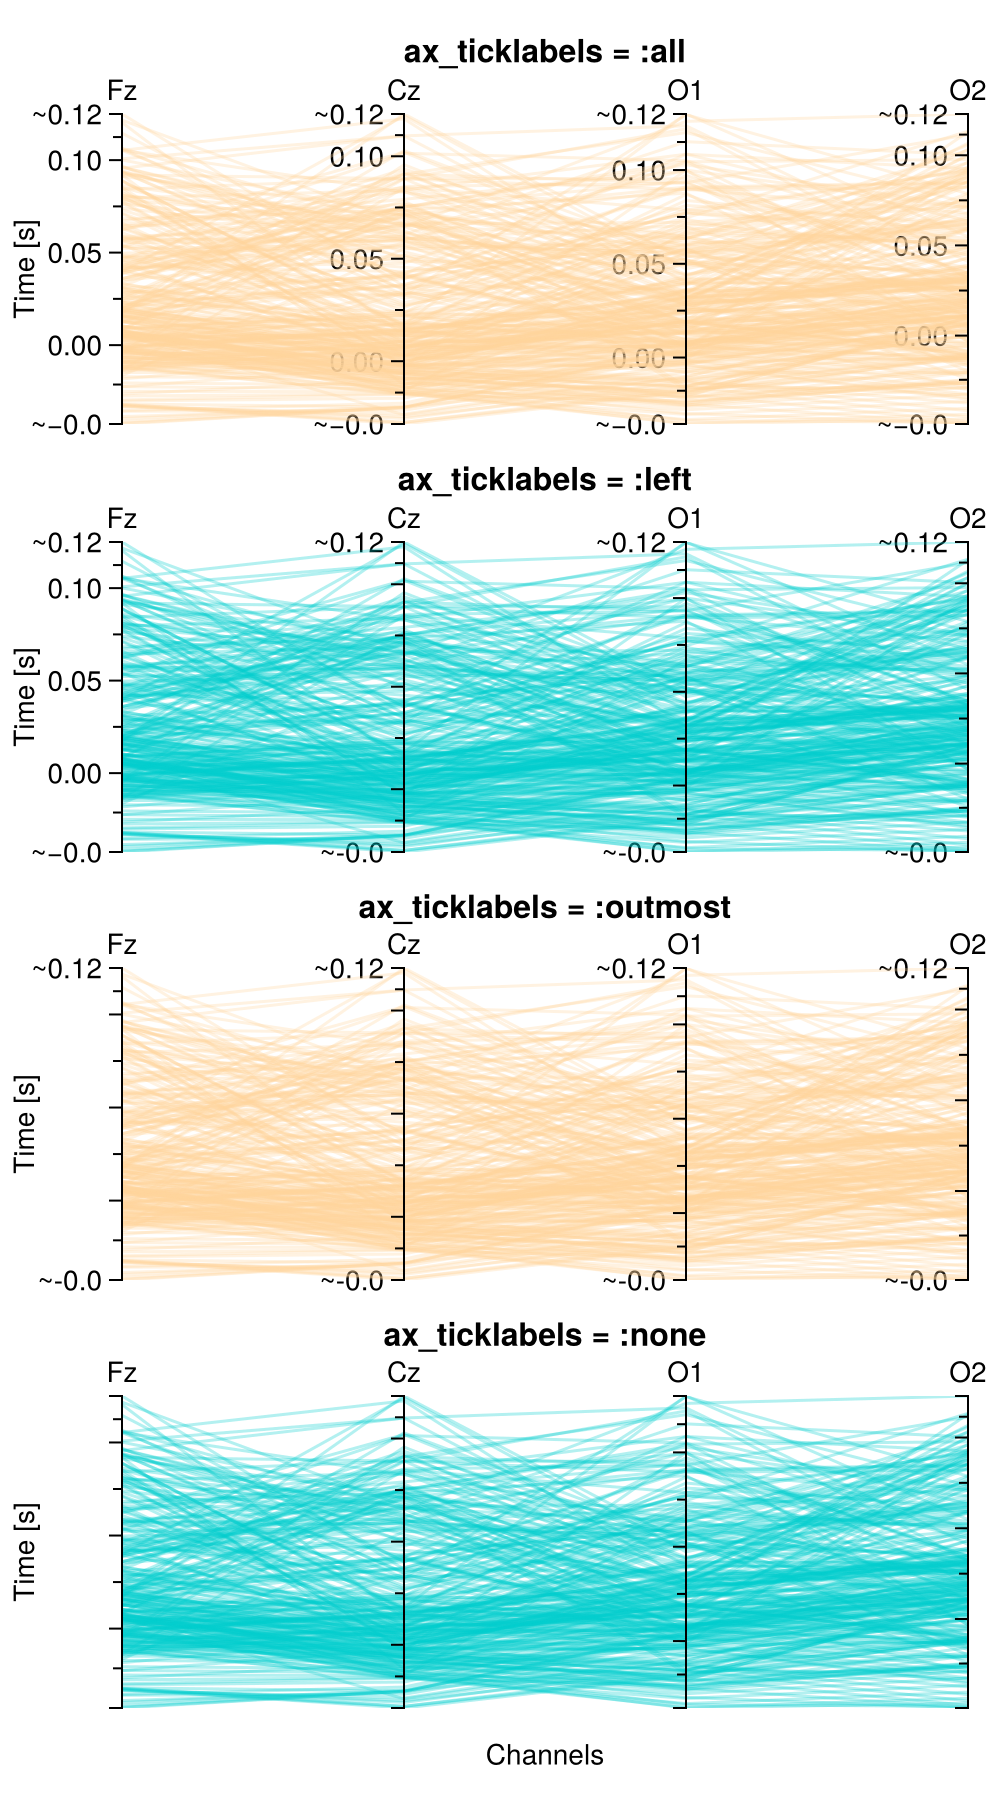 ax_ticklabels = :all
Fz Cz O1 O2
~0.12 ~0.12 ~0.12 ~0.12
0.10 0.10 0.10 0.10
Time [s]
0.05 0.05 0.05 0.05
0.00 0.00 0.00 0.00
~−0.0 ~−0.0 ~−0.0 ~−0.0
ax_ticklabels = :left
Fz Cz O1 O2
~0.12 ~0.12 ~0.12 ~0.12
0.10
Time [s]
0.05
0.00
~−0.0 ~-0.0 ~-0.0 ~-0.0
ax_ticklabels = :outmost
Fz Cz O1 O2
~0.12 ~0.12 ~0.12 ~0.12
Time [s]
~-0.0 ~-0.0 ~-0.0 ~-0.0
ax_ticklabels = :none
Fz Cz O1 O2
Time [s]
Channels